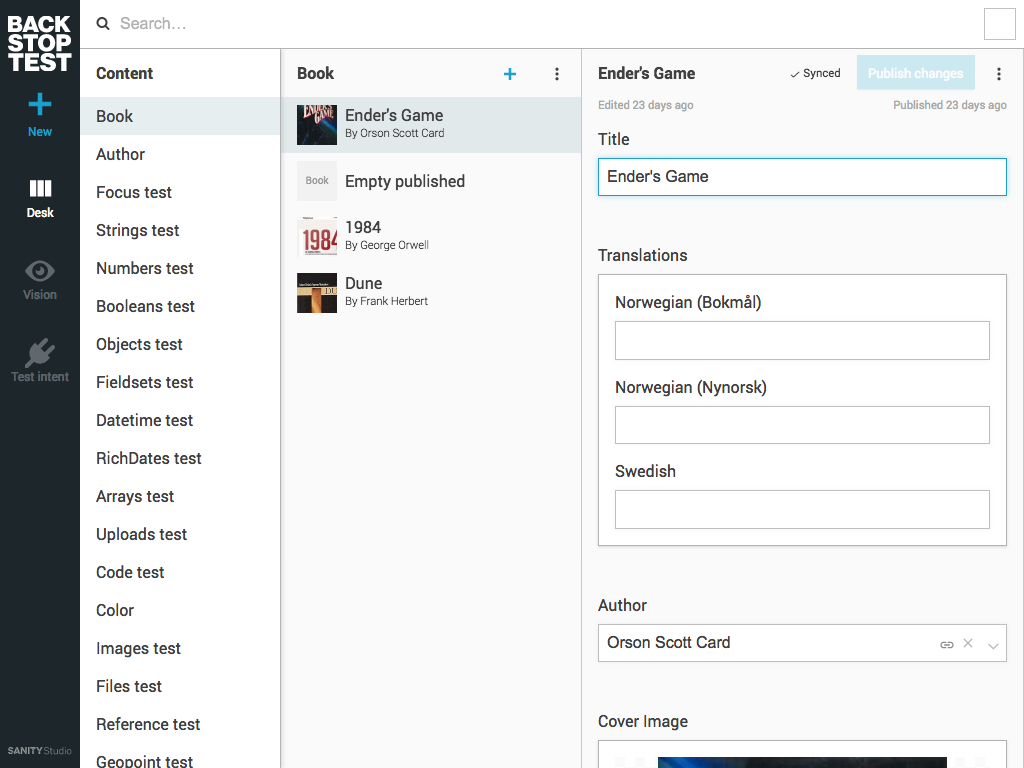 BACK
STOP
TEST
New
Desk
Vision
Test intent
SANITY Studio
Search…
Content
Book
Author
Focus test
Strings test
Numbers test
Booleans test
Objects test
Fieldsets test
Datetime test
RichDates test
Arrays test
Uploads test
Code test
Color
Images test
Files test
Reference test
Geopoint test
Book
ENDER'S
GAME
Ender's Game
By Orson Scott Card
Book
Empty published
1984
1984
By George Orwell
DU
Dune
By Frank Herbert
Ender's Game
Synced
Publish changes
Edited 23 days ago
Published 23 days ago
Title
Ender's Game
Translations
Norwegian (Bokmål)
Norwegian (Nynorsk)
Swedish
Author
Orson Scott Card
Cover Image